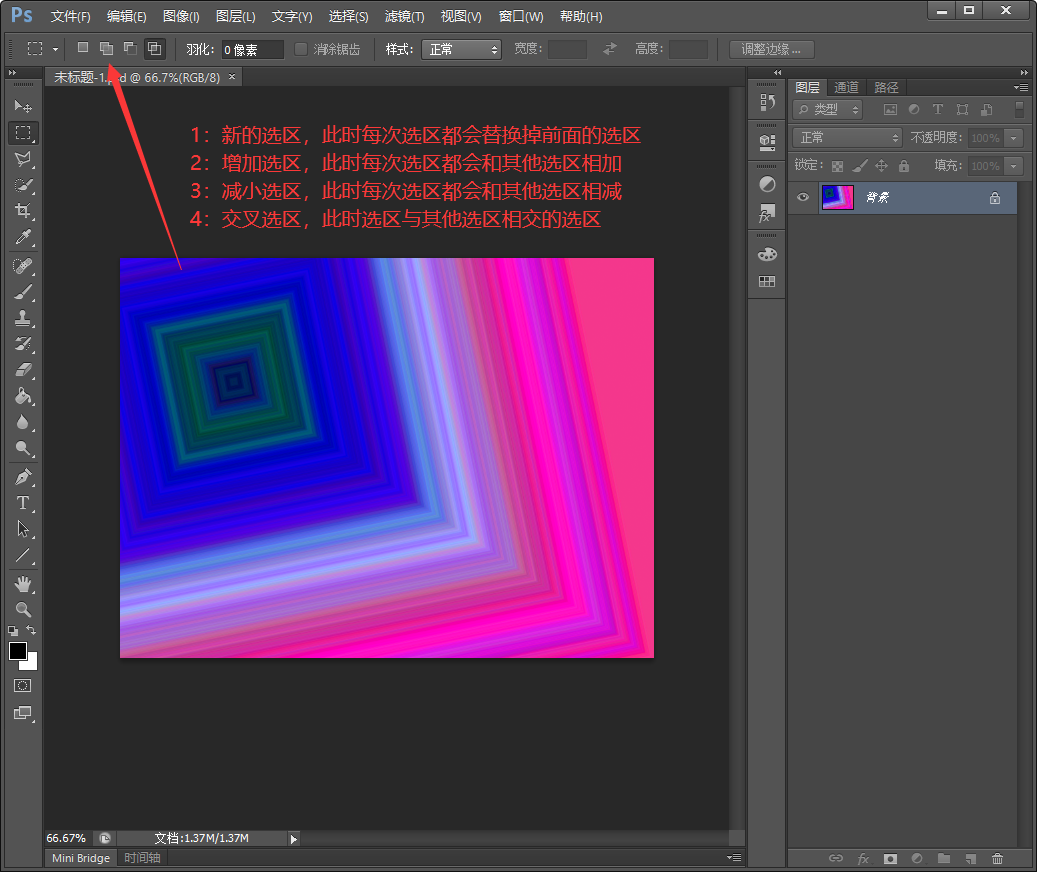 Ps 文件(F) 编辑(E) 图像(I) 图层(L) 文字(Y) 选择(S) 滤镜(T) 视图(V) 窗口(W) 帮助(H)
羽化: 0 像素 消除锯齿 样式: 正常 宽度: 高度: 调整边缘...
未标题-1.psd @ 66.7%(RGB/8) ×
1：新的选区，此时每次选区都会替换掉前面的选区
2：增加选区，此时每次选区都会和其他选区相加
3：减小选区，此时每次选区都会和其他选区相减
4：交叉选区，此时选区与其他选区相交的选区
图层 通道 路径
类型
正常 不透明度: 100%
锁定: 填充: 100%
背景
66.67% 文档:1.37M/1.37M
Mini Bridge 时间轴